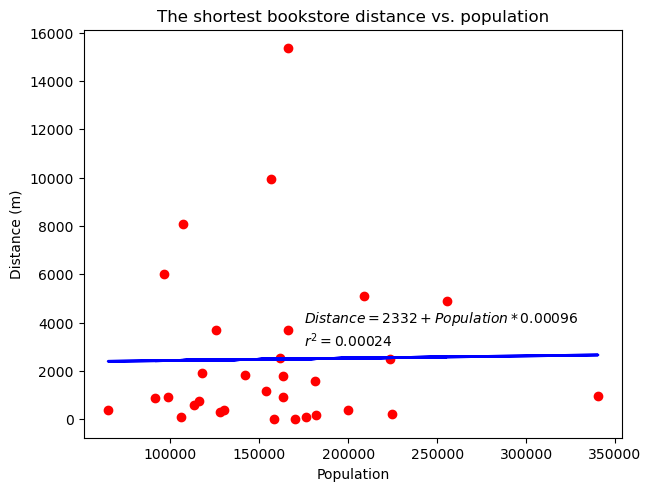 The shortest bookstore distance vs. population
16000
14000
12000
10000
8000
6000
4000
2000
0
Distance (m)
Distance = 2332 + Population * 0.00096
r² = 0.00024
100000 150000 200000 250000 300000 350000
Population